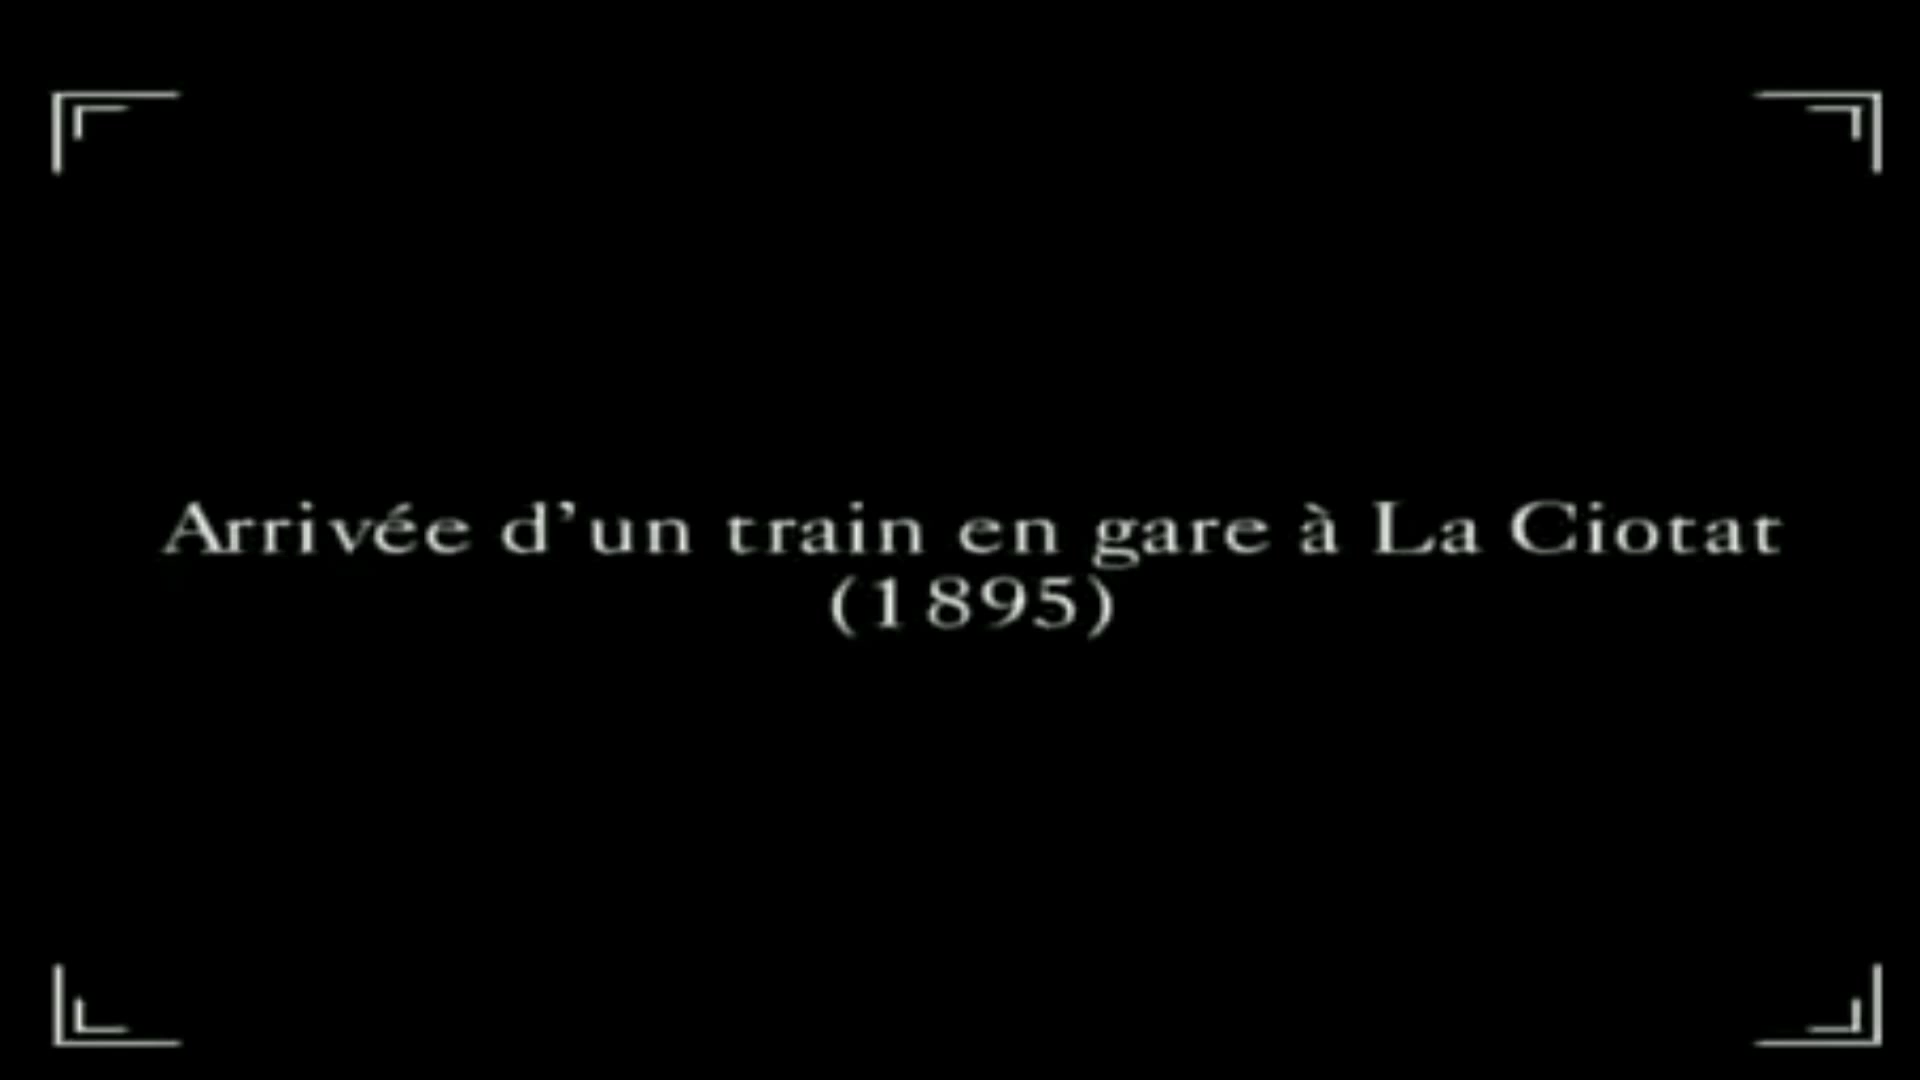 Arrivée d’un train en gare à La Ciotat
(1895)